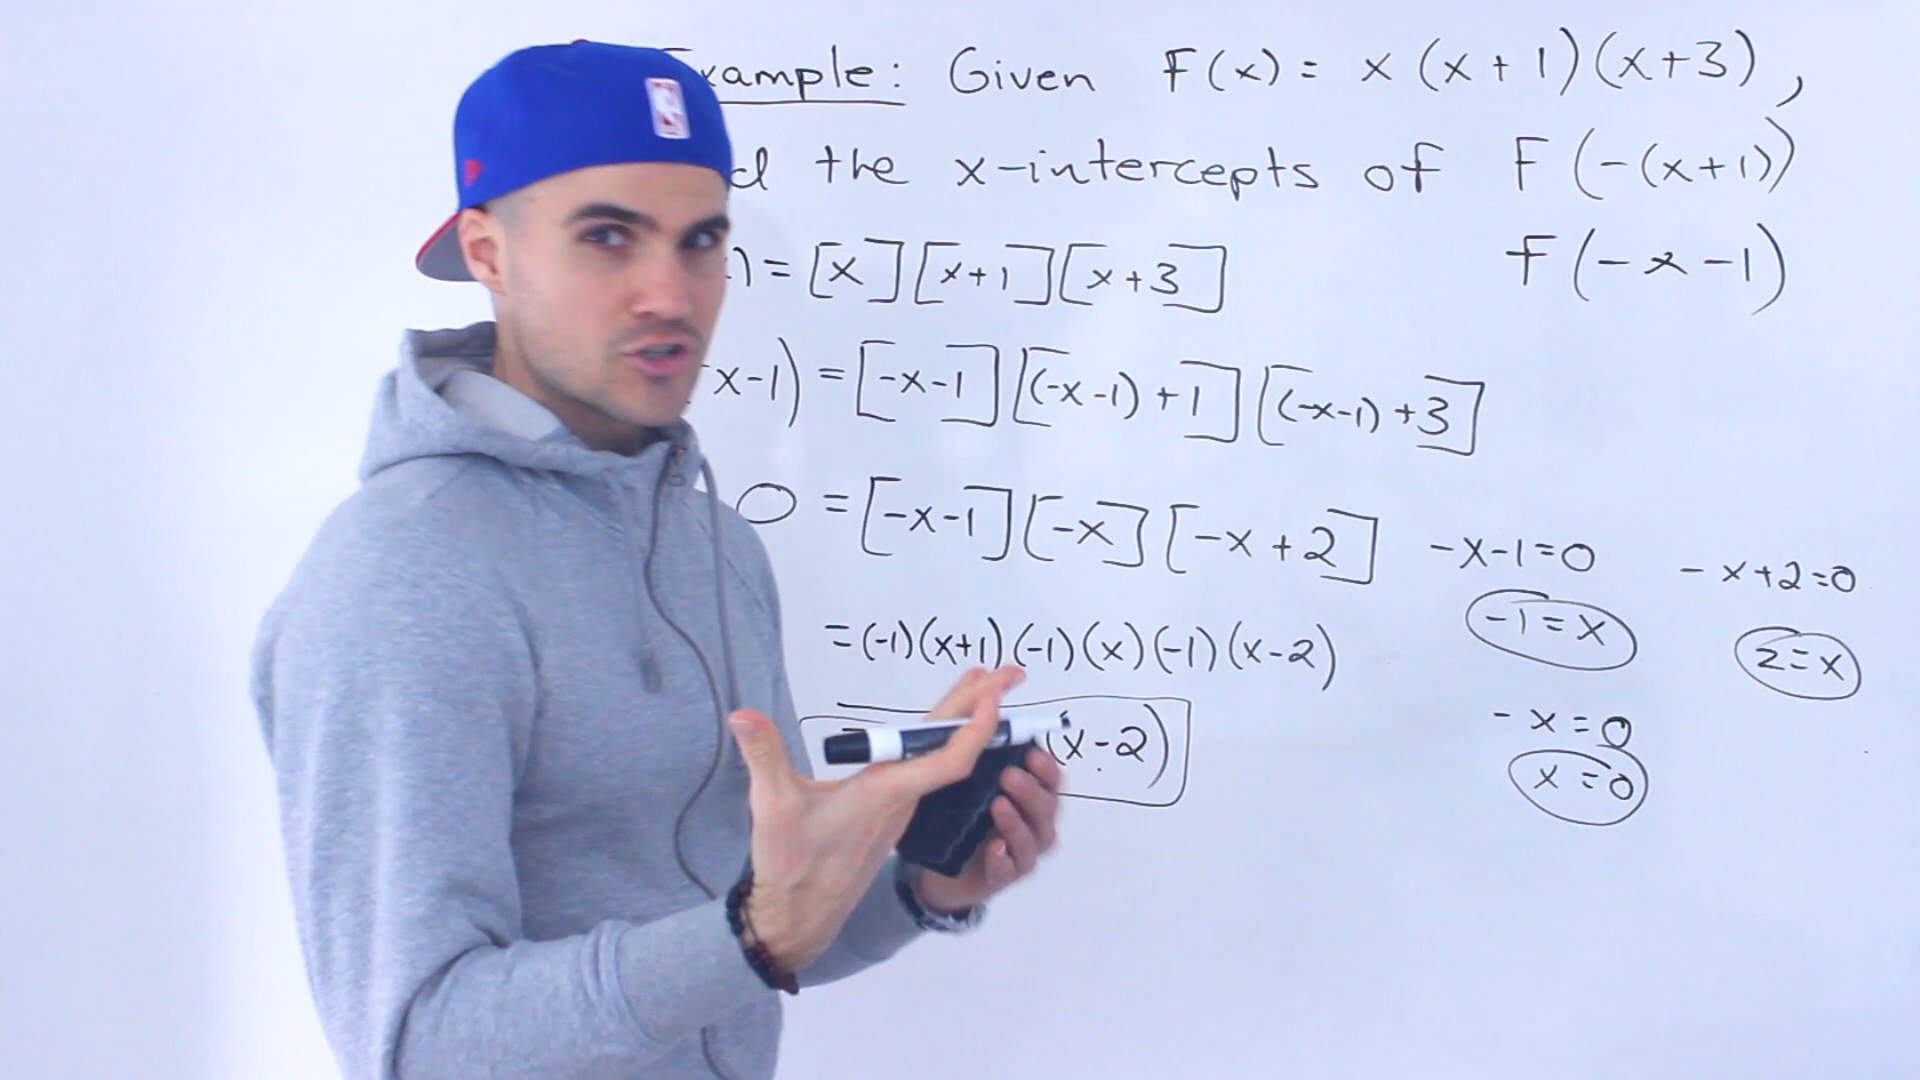 xample: Given F(x) = x(x+1)(x+3),
d the x-intercepts of F(-(x+1))
F(-x-1)
) = [x][x+1][x+3]
x-1) = [-x-1][(-x-1)+1][(-x-1)+3]
0 = [-x-1][-x][-x+2]
-x-1=0
-x+2=0
-1=x
2=x
=(-1)(x+1)(-1)(x)(-1)(x-2)
-x=0
x=0
(x-2)